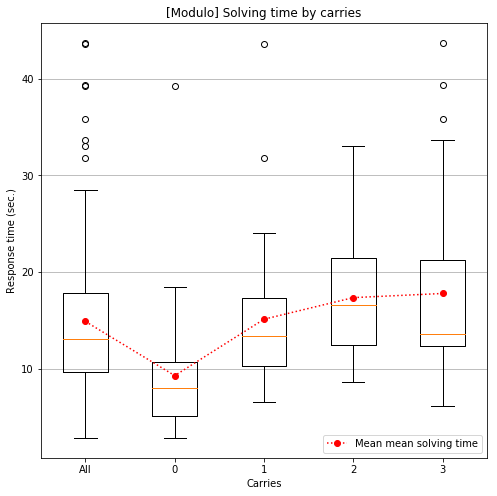 [Modulo] Solving time by carries
Response time (sec.)
40
30
20
10
All 0 1 2 3
Carries
Mean mean solving time